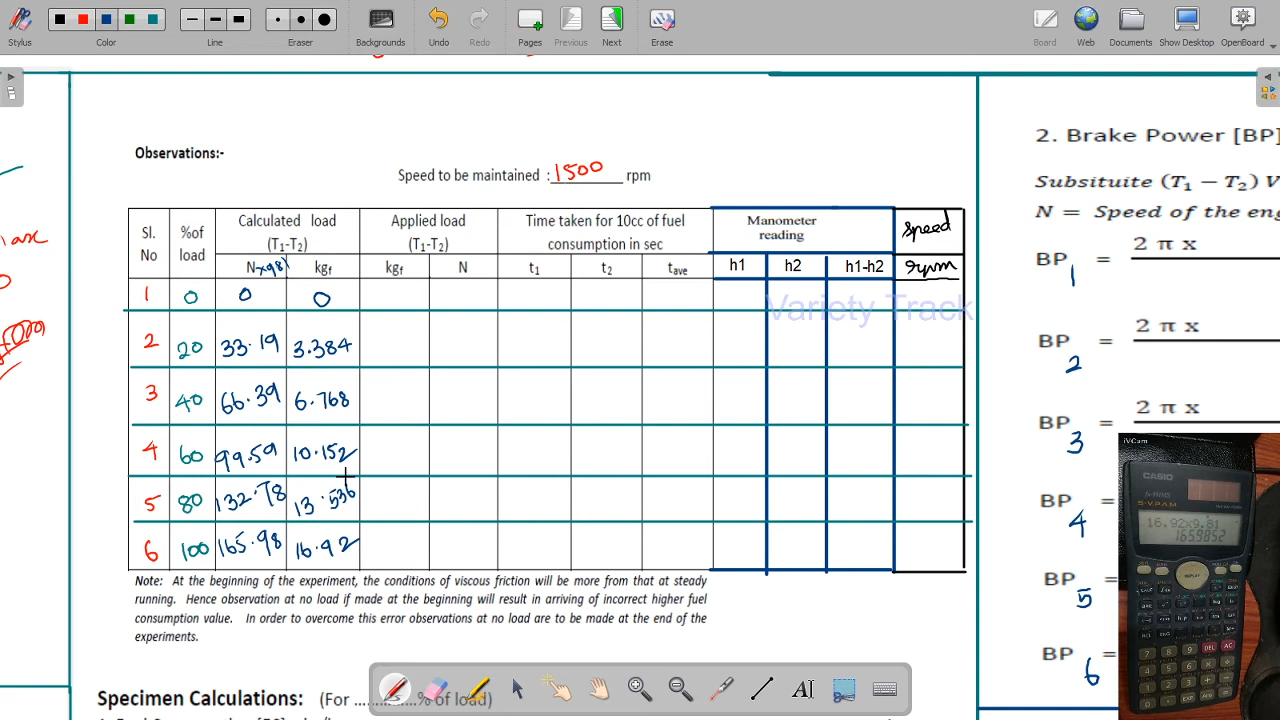 Stylus Color Line Eraser Backgrounds Undo Redo Pages Previous Next Erase Board Web Documents Show Desktop OpenBoard
Observations:-
Speed to be maintained : 1500 rpm
Sl. No %of load Calculated load (T1-T2) Applied load (T1-T2) Time taken for 10cc of fuel consumption in sec Manometer reading speed
N x9.81 kgf kgf N t1 t2 tave h1 h2 h1-h2 rpm
1 0 0 0
Variety Track
2 20 33.19 3.384
3 40 66.39 6.768
4 60 99.59 10.152
5 80 132.78 13.536
6 100 165.98 16.92
Note: At the beginning of the experiment, the conditions of viscous friction will be more from that at steady
running. Hence observation at no load if made at the beginning will result in arriving of incorrect higher fuel
consumption value. In order to overcome this error observations at no load are to be made at the end of the
experiments.
Specimen Calculations: (For ..............% of load)
2. Brake Power [BP]
Subsituite (T1 − T2) V
N = Speed of the eng
2 π x
BP1 =
2 π x
BP2 =
2 π x
BP3 =
BP4 =
BP5 =
BP6 =
iVCam
CASIO
S-V.P.A.M.
16.92x9.81
165.9852
REPLAY